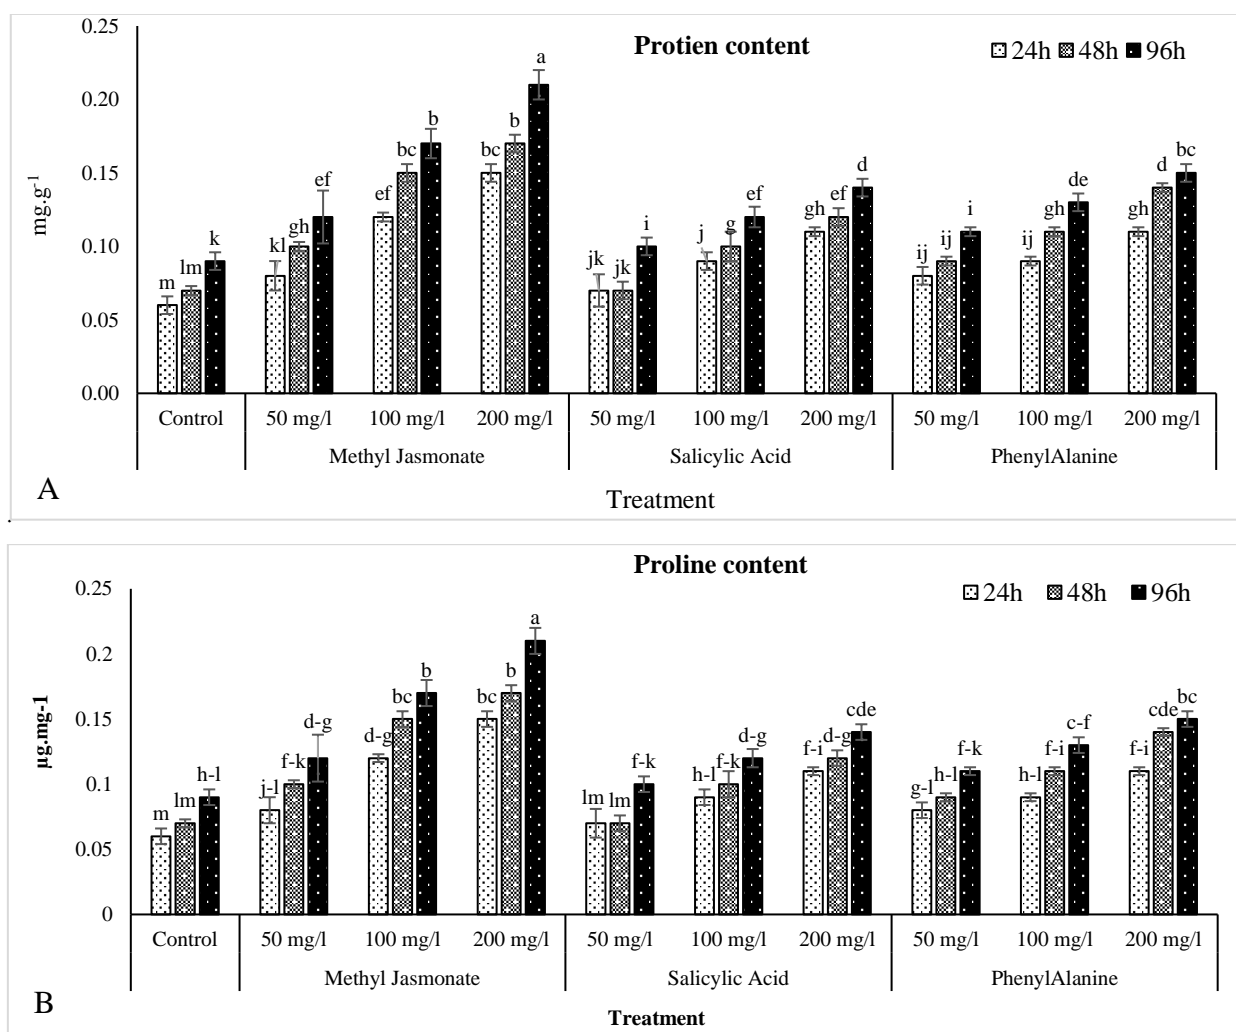 Protien content
24h 48h 96h
0.25
0.20
0.15
0.10
0.05
0.00
mg.g-1
m lm k kl gh ef ef bc b bc b a jk jk i j g ef gh ef d ij ij i ij gh de gh d bc
Control 50 mg/l 100 mg/l 200 mg/l 50 mg/l 100 mg/l 200 mg/l 50 mg/l 100 mg/l 200 mg/l
Methyl Jasmonate Salicylic Acid PhenylAlanine
A
Treatment
.
Proline content
24h 48h 96h
0.25
0.2
0.15
0.1
0.05
0
µg.mg-1
m lm h-l j-l f-k d-g d-g bc b bc b a lm lm f-k h-l f-k d-g f-i d-g cde g-l h-l f-k h-l f-i c-f f-i cde bc
Control 50 mg/l 100 mg/l 200 mg/l 50 mg/l 100 mg/l 200 mg/l 50 mg/l 100 mg/l 200 mg/l
Methyl Jasmonate Salicylic Acid PhenylAlanine
B
Treatment